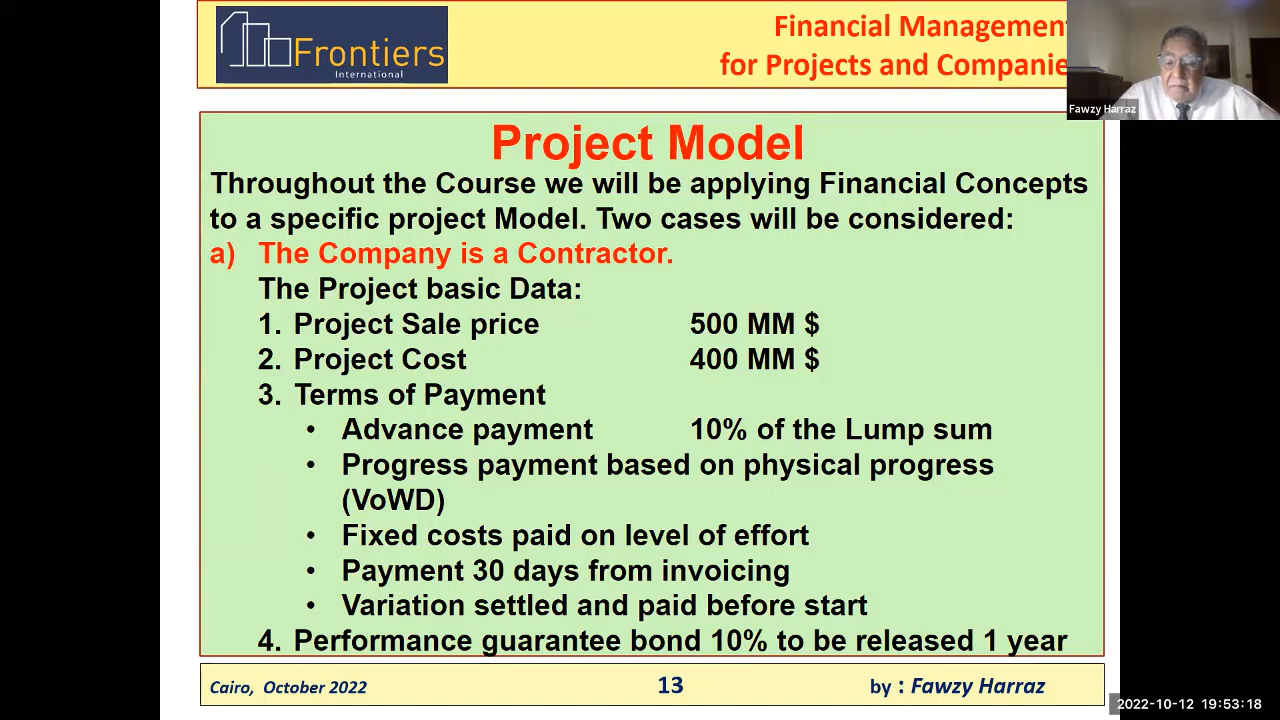 Frontiers
International
Financial Management
for Projects and Companie
Fawzy Harraz
Project Model
Throughout the Course we will be applying Financial Concepts
to a specific project Model. Two cases will be considered:
a) The Company is a Contractor.
The Project basic Data:
1. Project Sale price 500 MM $
2. Project Cost 400 MM $
3. Terms of Payment
• Advance payment 10% of the Lump sum
• Progress payment based on physical progress
(VoWD)
• Fixed costs paid on level of effort
• Payment 30 days from invoicing
• Variation settled and paid before start
4. Performance guarantee bond 10% to be released 1 year
Cairo, October 2022 13 by : Fawzy Harraz
2022-10-12 19:53:18